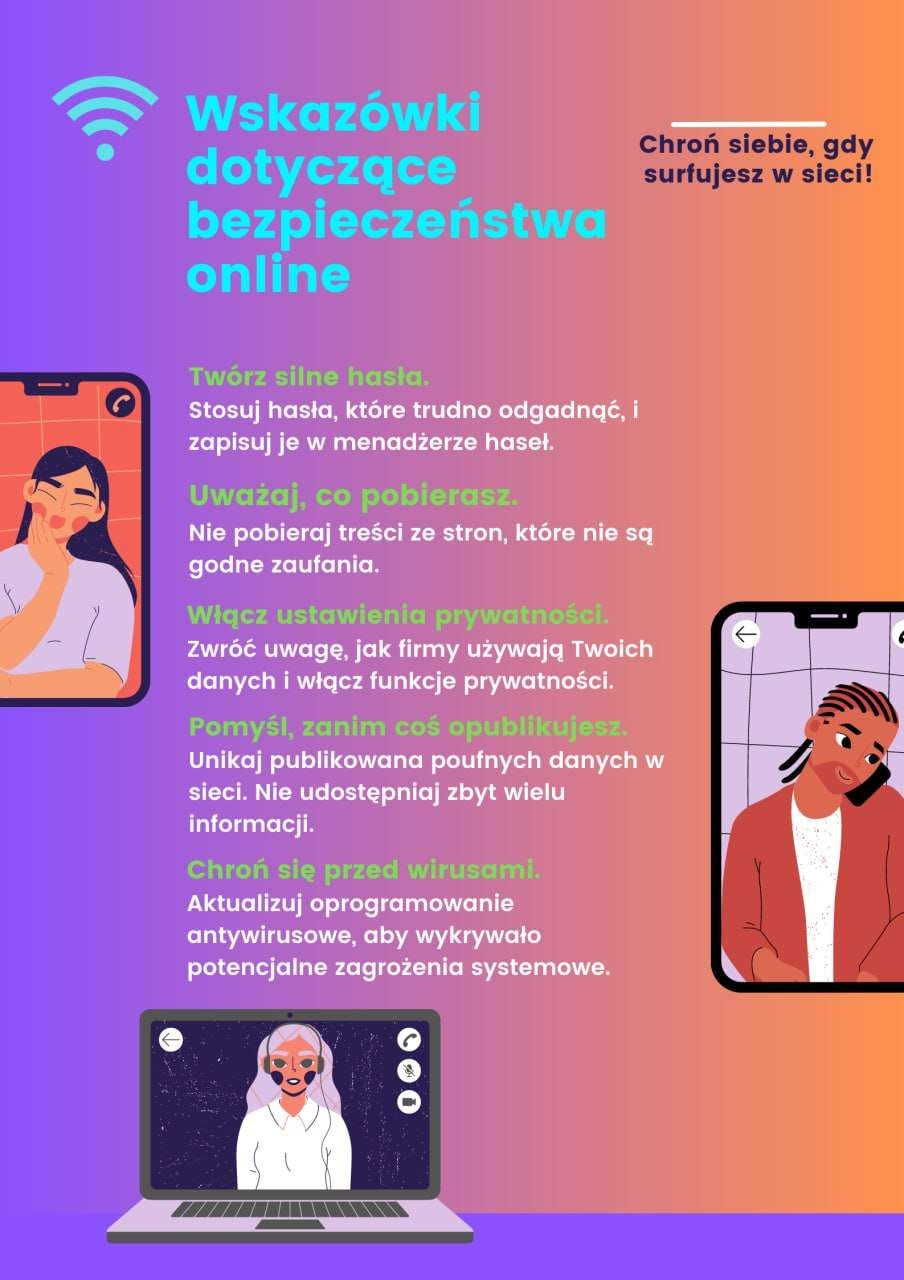 Wskazówki
dotyczące
bezpieczeństwa
online
Chroń siebie, gdy
surfujesz w sieci!
Twórz silne hasła.
Stosuj hasła, które trudno odgadnąć, i
zapisuj je w menadżerze haseł.
Uważaj, co pobierasz.
Nie pobieraj treści ze stron, które nie są
godne zaufania.
Włącz ustawienia prywatności.
Zwróć uwagę, jak firmy używają Twoich
danych i włącz funkcje prywatności.
Pomyśl, zanim coś opublikujesz.
Unikaj publikowana poufnych danych w
sieci. Nie udostępniaj zbyt wielu
informacji.
Chroń się przed wirusami.
Aktualizuj oprogramowanie
antywirusowe, aby wykrywało
potencjalne zagrożenia systemowe.